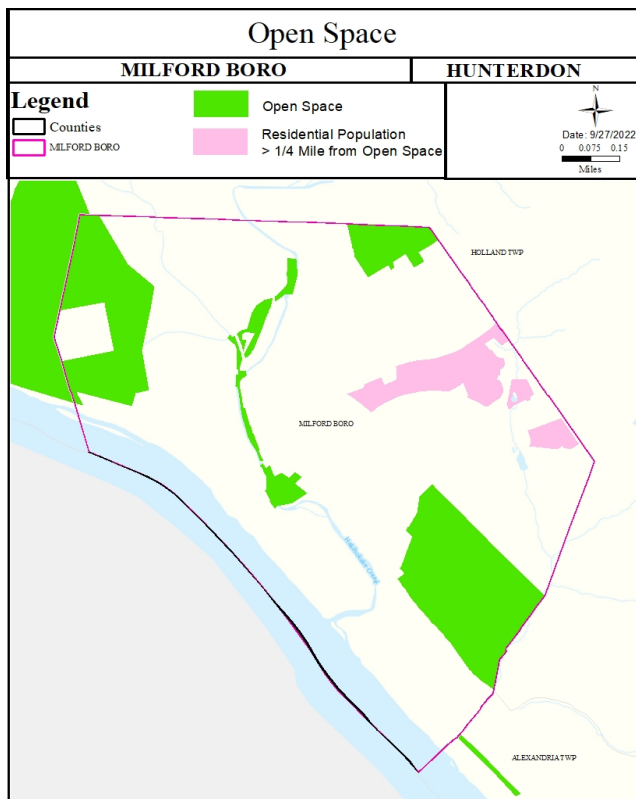 Open Space
MILFORD BORO
HUNTERDON
Legend
Counties
MILFORD BORO
Open Space
Residential Population
> 1/4 Mile from Open Space
N
Date: 9/27/2022
0 0.075 0.15
Miles
HOLLAND TWP
MILFORD BORO
Creek
ALEXANDRIA TWP